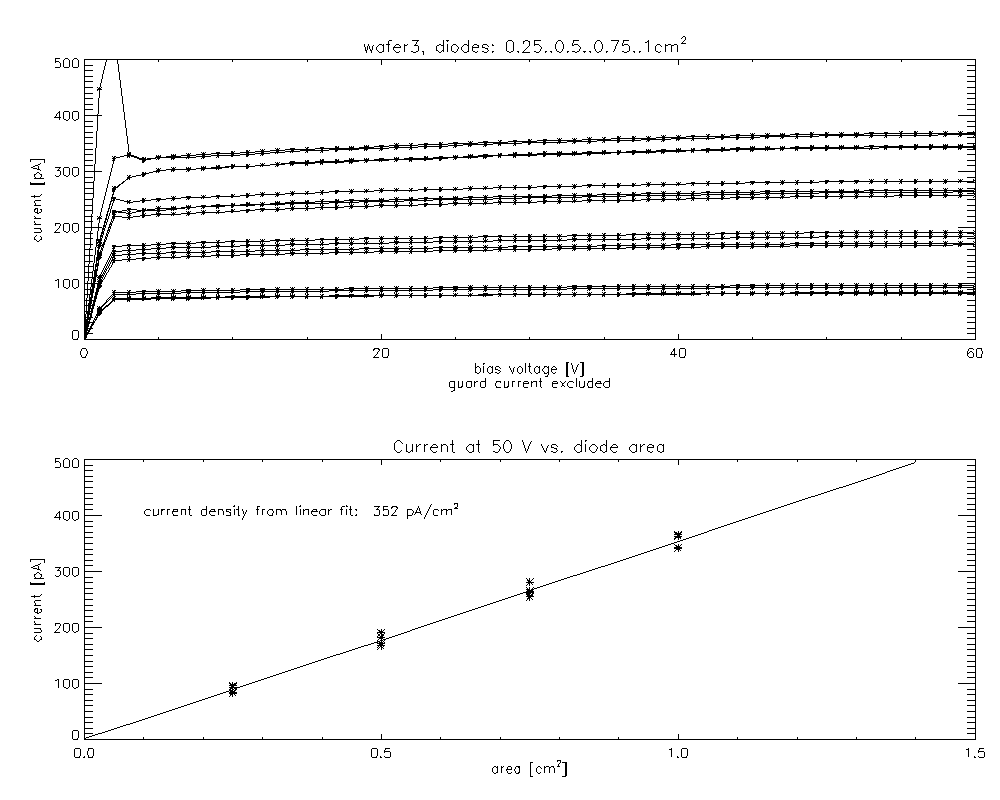 wafer3, diodes: 0.25..0.5..0.75..1cm²
500
400
300
200
100
0
current [pA]
0 20 40 60
bias voltage [V]
guard current excluded
Current at 50 V vs. diode area
500
400
300
200
100
0
current [pA]
current density from linear fit: 352 pA/cm²
0.0 0.5 1.0 1.5
area [cm²]